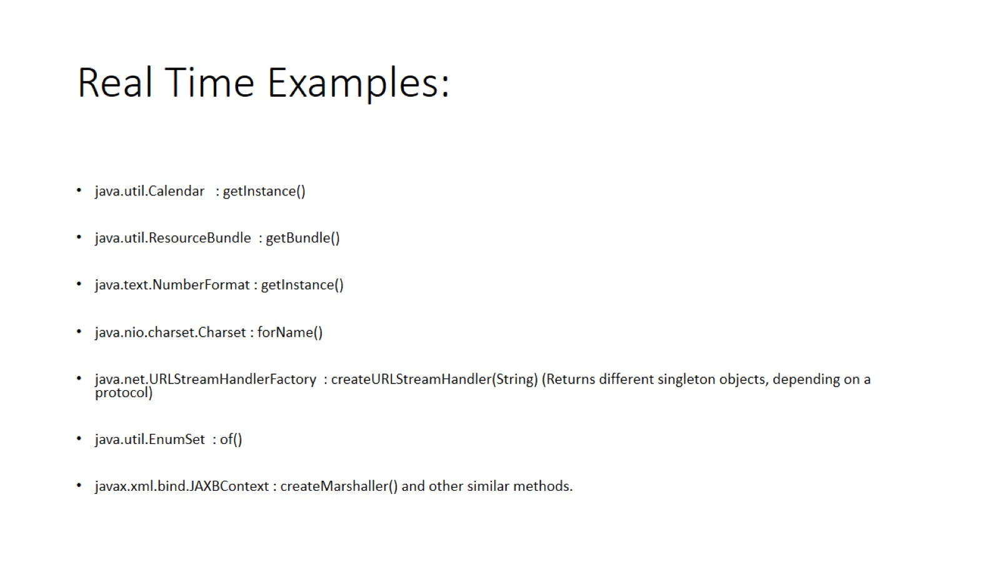 Real Time Examples:
• java.util.Calendar : getInstance()
• java.util.ResourceBundle : getBundle()
• java.text.NumberFormat : getInstance()
• java.nio.charset.Charset : forName()
• java.net.URLStreamHandlerFactory : createURLStreamHandler(String) (Returns different singleton objects, depending on a
protocol)
• java.util.EnumSet : of()
• javax.xml.bind.JAXBContext : createMarshaller() and other similar methods.